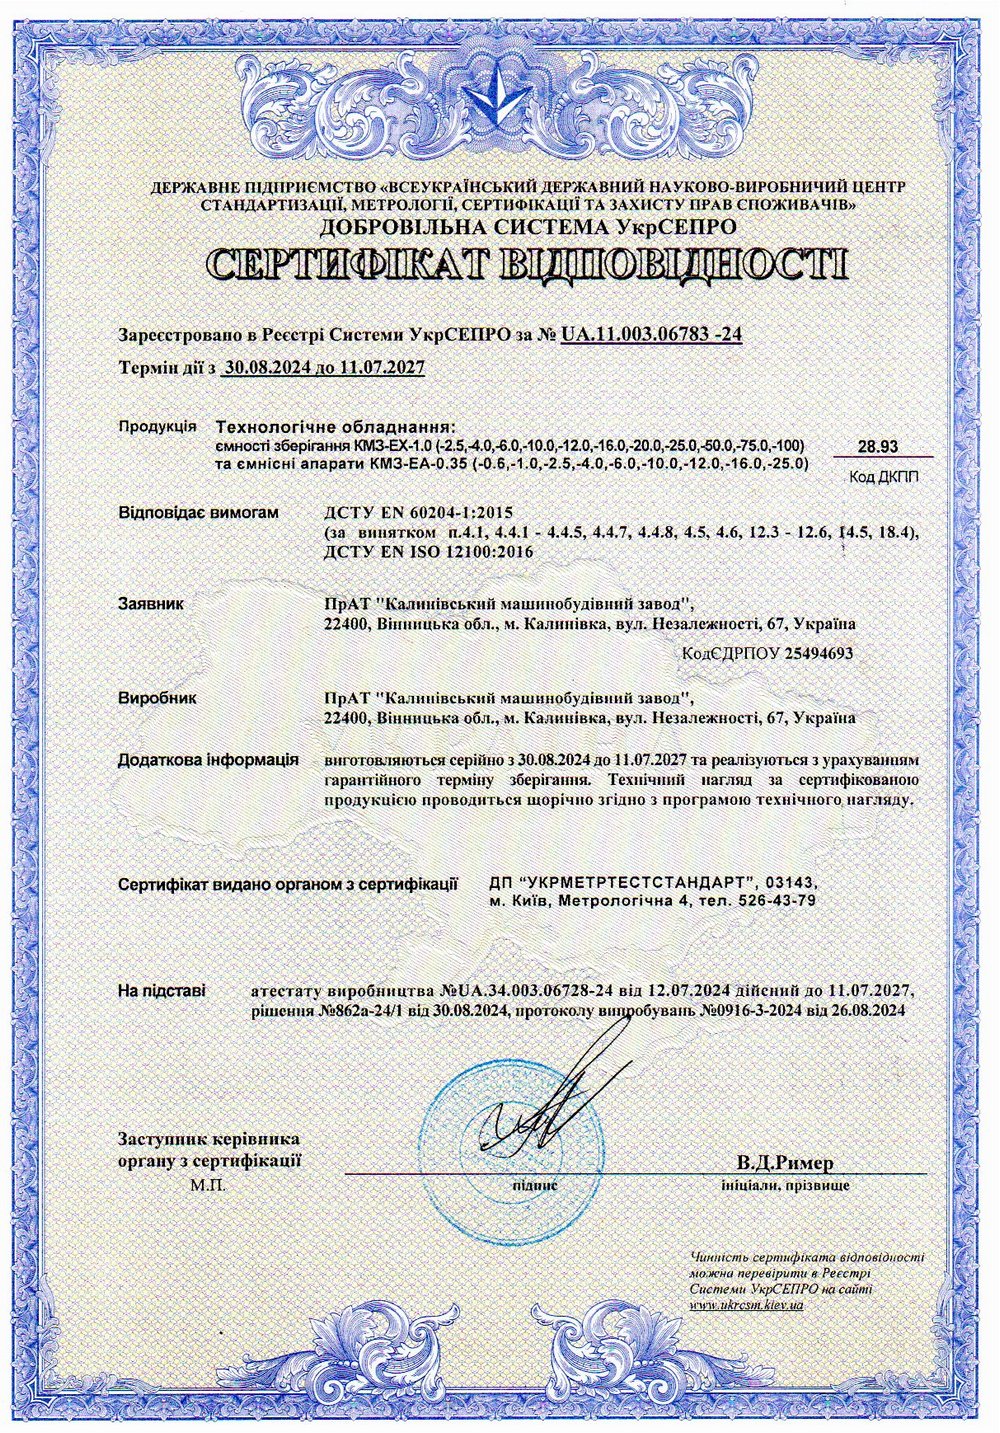 ДЕРЖАВНЕ ПІДПРИЄМСТВО «ВСЕУКРАЇНСЬКИЙ ДЕРЖАВНИЙ НАУКОВО-ВИРОБНИЧИЙ ЦЕНТР
СТАНДАРТИЗАЦІЇ, МЕТРОЛОГІЇ, СЕРТИФІКАЦІЇ ТА ЗАХИСТУ ПРАВ СПОЖИВАЧІВ»
ДОБРОВІЛЬНА СИСТЕМА УкрСЕПРО
СЕРТИФІКАТ ВІДПОВІДНОСТІ
Зареєстровано в Реєстрі Системи УкрСЕПРО за № UA.11.003.06783 -24
Термін дії з 30.08.2024 до 11.07.2027
Продукція Технологічне обладнання:
ємності зберігання КМЗ-ЕХ-1.0 (-2.5,-4.0,-6.0,-10.0,-12.0,-16.0,-20.0,-25.0,-50.0,-75.0,-100) 28.93
та ємнісні апарати КМЗ-ЕА-0.35 (-0.6,-1.0,-2.5,-4.0,-6.0,-10.0,-12.0,-16.0,-25.0)
Код ДКПП
Відповідає вимогам ДСТУ EN 60204-1:2015
(за винятком п.4.1, 4.4.1 - 4.4.5, 4.4.7, 4.4.8, 4.5, 4.6, 12.3 - 12.6, 14.5, 18.4),
ДСТУ EN ISO 12100:2016
Заявник ПрАТ "Калинівський машинобудівний завод",
22400, Вінницька обл., м. Калинівка, вул. Незалежності, 67, Україна
КодЄДРПОУ 25494693
Виробник ПрАТ "Калинівський машинобудівний завод",
22400, Вінницька обл., м. Калинівка, вул. Незалежності, 67, Україна
Додаткова інформація виготовляються серійно з 30.08.2024 до 11.07.2027 та реалізуються з урахуванням
гарантійного терміну зберігання. Технічний нагляд за сертифікованою
продукцією проводиться щорічно згідно з програмою технічного нагляду.
Сертифікат видано органом з сертифікації ДП “УКРМЕТРТЕСТСТАНДАРТ”, 03143,
м. Київ, Метрологічна 4, тел. 526-43-79
На підставі атестату виробництва №UA.34.003.06728-24 від 12.07.2024 дійсний до 11.07.2027,
рішення №862а-24/1 від 30.08.2024, протоколу випробувань №0916-3-2024 від 26.08.2024
Заступник керівника
органу з сертифікації В.Д.Ример
М.П. підпис ініціали, прізвище
Чинність сертифіката відповідності
можна перевірити в Реєстрі
Системи УкрСЕПРО на сайті
www.ukrcsm.kiev.ua